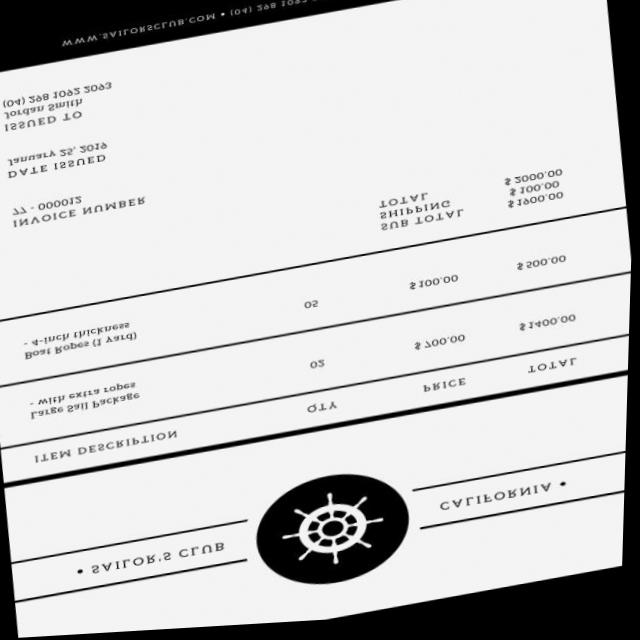 • SAILOR'S CLUB
CALIFORNIA •
ITEM DESCRIPTION QTY PRICE TOTAL
Large Sail Package 02 $ 700.00 $ 1400.00
- with extra ropes
Boat Ropes (1 yard) 05 $ 100.00 $ 500.00
- 4-inch thickness
SUB TOTAL $ 1900.00
SHIPPING $ 100.00
TOTAL $ 2000.00
INVOICE NUMBER
77 - 000012
DATE ISSUED
January 25, 2019
ISSUED TO
Jordan Smith
(04) 298 1092 2093
WWW.SAILORSCLUB.COM • (04) 298 1092